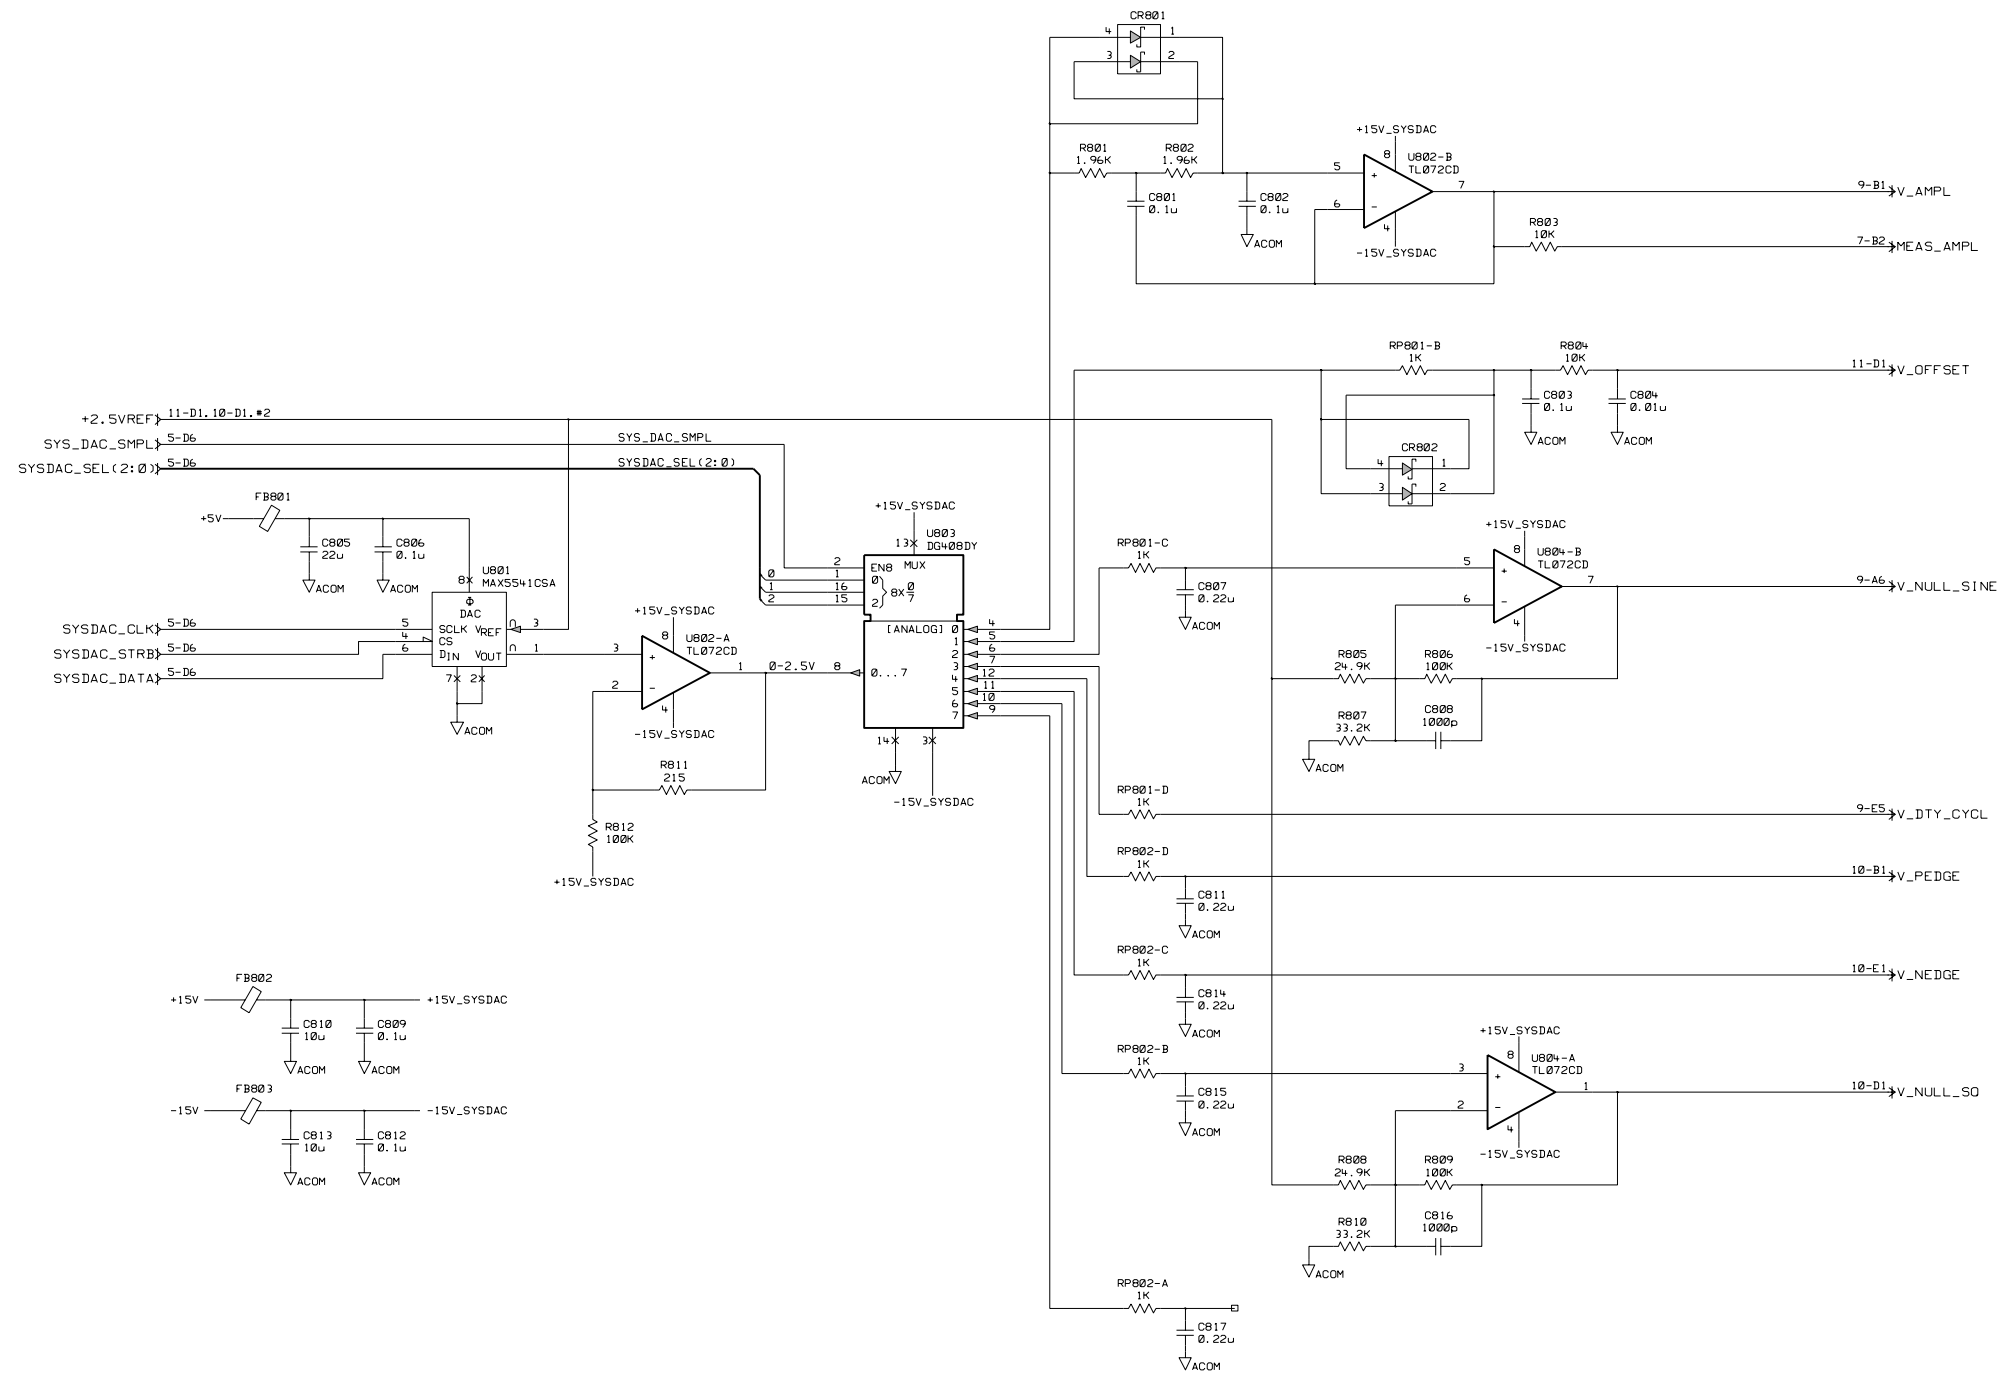 CR801
4
1
3
2
+15V_SYSDAC
R801
1.96K
R802
1.96K
8
U802-B
TL072CD
5
+
7
9-B1
V_AMPL
C801
0.1u
C802
0.1u
6
-
4
ACOM
-15V_SYSDAC
R803
10K
7-B2
MEAS_AMPL
RP801-B
1K
R804
10K
11-D1
V_OFFSET
C803
0.1u
C804
0.01u
ACOM
ACOM
CR802
4
1
3
2
+2.5VREF
11-D1.10-D1.#2
SYS_DAC_SMPL
5-D6
SYS_DAC_SMPL
SYSDAC_SEL(2:0)
5-D6
SYSDAC_SEL(2:0)
FB801
+5V
C805
22u
C806
0.1u
ACOM
ACOM
U801
MAX5541CSA
8
Φ
DAC
SYSDAC_CLK
5-D6
5
SCLK
VREF
3
SYSDAC_STRB
5-D6
4
CS
SYSDAC_DATA
5-D6
6
DIN
VOUT
1
7
2
ACOM
+15V_SYSDAC
8
U802-A
TL072CD
3
+
2
-
1
0-2.5V
8
4
-15V_SYSDAC
R811
215
R812
100K
+15V_SYSDAC
+15V_SYSDAC
13
U803
DG408DY
MUX
2
EN8
0
1
0
1
16
8X 0/7
2
15
2
[ANALOG]
0...7
0
4
1
5
2
6
3
7
4
12
5
11
6
10
7
9
14
3
ACOM
-15V_SYSDAC
RP801-C
1K
C807
0.22u
ACOM
+15V_SYSDAC
8
U804-B
TL072CD
5
+
6
-
7
9-A6
V_NULL_SINE
4
-15V_SYSDAC
R805
24.9K
R806
100K
R807
33.2K
C808
1000p
ACOM
RP801-D
1K
9-E5
V_DTY_CYCL
RP802-D
1K
10-B1
V_PEDGE
C811
0.22u
ACOM
RP802-C
1K
10-E1
V_NEDGE
C814
0.22u
ACOM
RP802-B
1K
C815
0.22u
ACOM
+15V_SYSDAC
8
U804-A
TL072CD
3
+
2
-
1
10-D1
V_NULL_SQ
4
-15V_SYSDAC
R808
24.9K
R809
100K
R810
33.2K
C816
1000p
ACOM
RP802-A
1K
C817
0.22u
ACOM
FB802
+15V
+15V_SYSDAC
C810
10u
C809
0.1u
ACOM
ACOM
FB803
-15V
-15V_SYSDAC
C813
10u
C812
0.1u
ACOM
ACOM